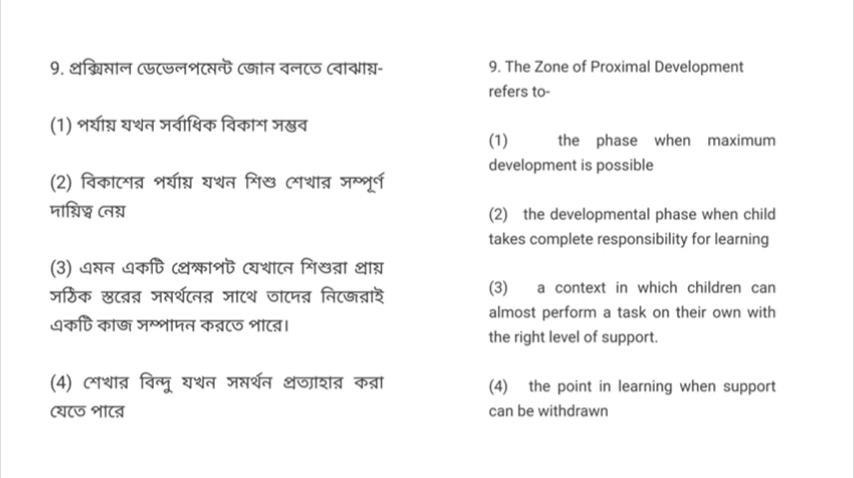 9. প্রক্সিমাল ডেভেলপমেন্ট জোন বলতে বোঝায়-
(1) পর্যায় যখন সর্বাধিক বিকাশ সম্ভব
(2) বিকাশের পর্যায় যখন শিশু শেখার সম্পূর্ণ
দায়িত্ব নেয়
(3) এমন একটি প্রেক্ষাপট যেখানে শিশুরা প্রায়
সঠিক স্তরের সমর্থনের সাথে তাদের নিজেরাই
একটি কাজ সম্পাদন করতে পারে।
(4) শেখার বিন্দু যখন সমর্থন প্রত্যাহার করা
যেতে পারে
9. The Zone of Proximal Development
refers to-
(1) the phase when maximum
development is possible
(2) the developmental phase when child
takes complete responsibility for learning
(3) a context in which children can
almost perform a task on their own with
the right level of support.
(4) the point in learning when support
can be withdrawn